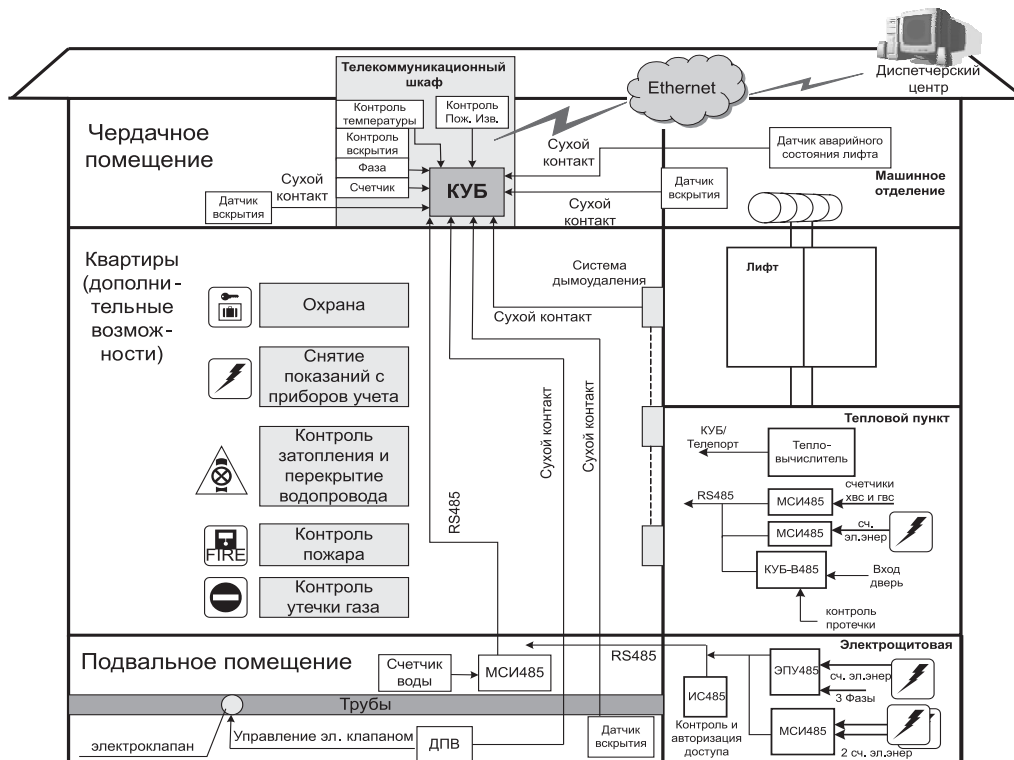 Диспетчерский
центр
Телекоммуникационный
шкаф
Ethernet
Контроль
температуры
Контроль
Пож. Изв.
Контроль
вскрытия
Фаза
Счетчик
КУБ
Чердачное
помещение
Сухой
контакт
Датчик
вскрытия
Сухой
контакт
Датчик аварийного
состояния лифта
Датчик
вскрытия
Сухой
контакт
Машинное
отделение
Квартиры
(дополни-
тельные
возмож-
ности)
Охрана
Снятие
показаний с
приборов учета
Контроль
затопления и
перекрытие
водопровода
FIRE
Контроль
пожара
Контроль
утечки газа
Система
дымоудаления
Сухой контакт
RS485
Сухой контакт
Сухой контакт
Лифт
Тепловой пункт
КУБ/
Телепорт
Тепло-
вычислитель
RS485
МСИ485
счетчики
хвс и гвс
МСИ485
сч.
эл.энер
КУБ-В485
Вход
дверь
контроль
протечки
Подвальное помещение
Счетчик
воды
МСИ485
Трубы
электроклапан
Управление эл. клапаном
ДПВ
Датчик
вскрытия
RS485
Электрощитовая
ИС485
Контроль и
авторизация
доступа
ЭПУ485
сч. эл.энер
3 Фазы
МСИ485
2 сч. эл.энер